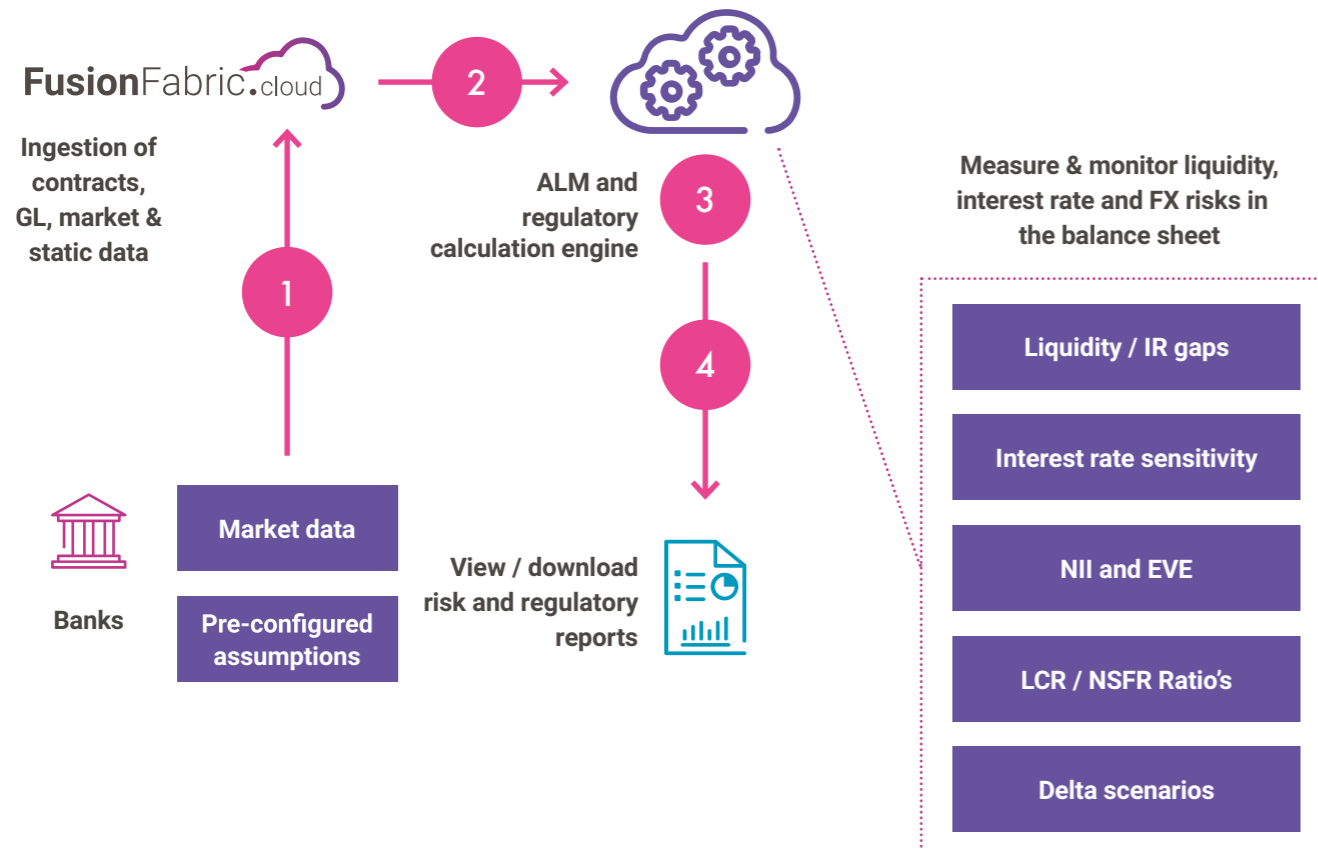 FusionFabric.cloud
2
Ingestion of
contracts,
GL, market &
static data
1
ALM and
regulatory
calculation engine
3
4
Banks
Market data
Pre-configured
assumptions
View / download
risk and regulatory
reports
Measure & monitor liquidity,
interest rate and FX risks in
the balance sheet
Liquidity / IR gaps
Interest rate sensitivity
NII and EVE
LCR / NSFR Ratio’s
Delta scenarios